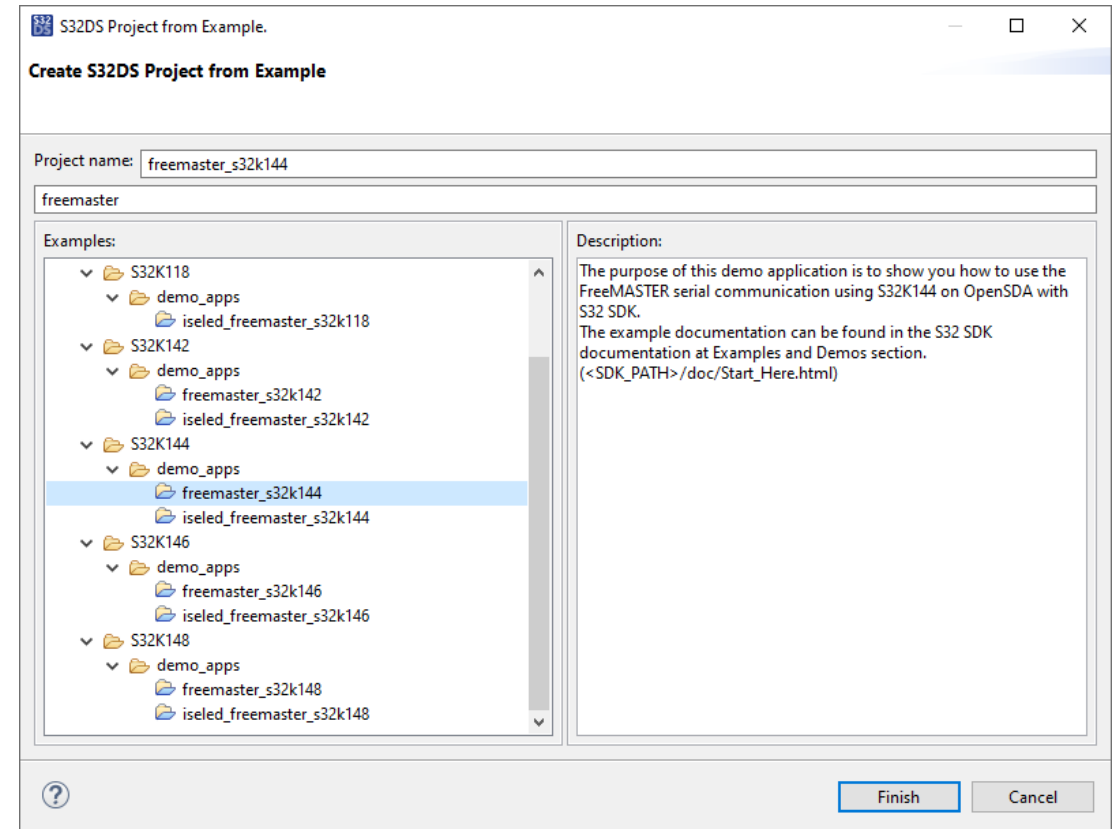 S32DS S32DS Project from Example.
Create S32DS Project from Example
Project name: freemaster_s32k144
freemaster
Examples:
S32K118
demo_apps
iseled_freemaster_s32k118
S32K142
demo_apps
freemaster_s32k142
iseled_freemaster_s32k142
S32K144
demo_apps
freemaster_s32k144
iseled_freemaster_s32k144
S32K146
demo_apps
freemaster_s32k146
iseled_freemaster_s32k146
S32K148
demo_apps
freemaster_s32k148
iseled_freemaster_s32k148
Description:
The purpose of this demo application is to show you how to use the
FreeMASTER serial communication using S32K144 on OpenSDA with
S32 SDK.
The example documentation can be found in the S32 SDK
documentation at Examples and Demos section.
(<SDK_PATH>/doc/Start_Here.html)
?
Finish Cancel